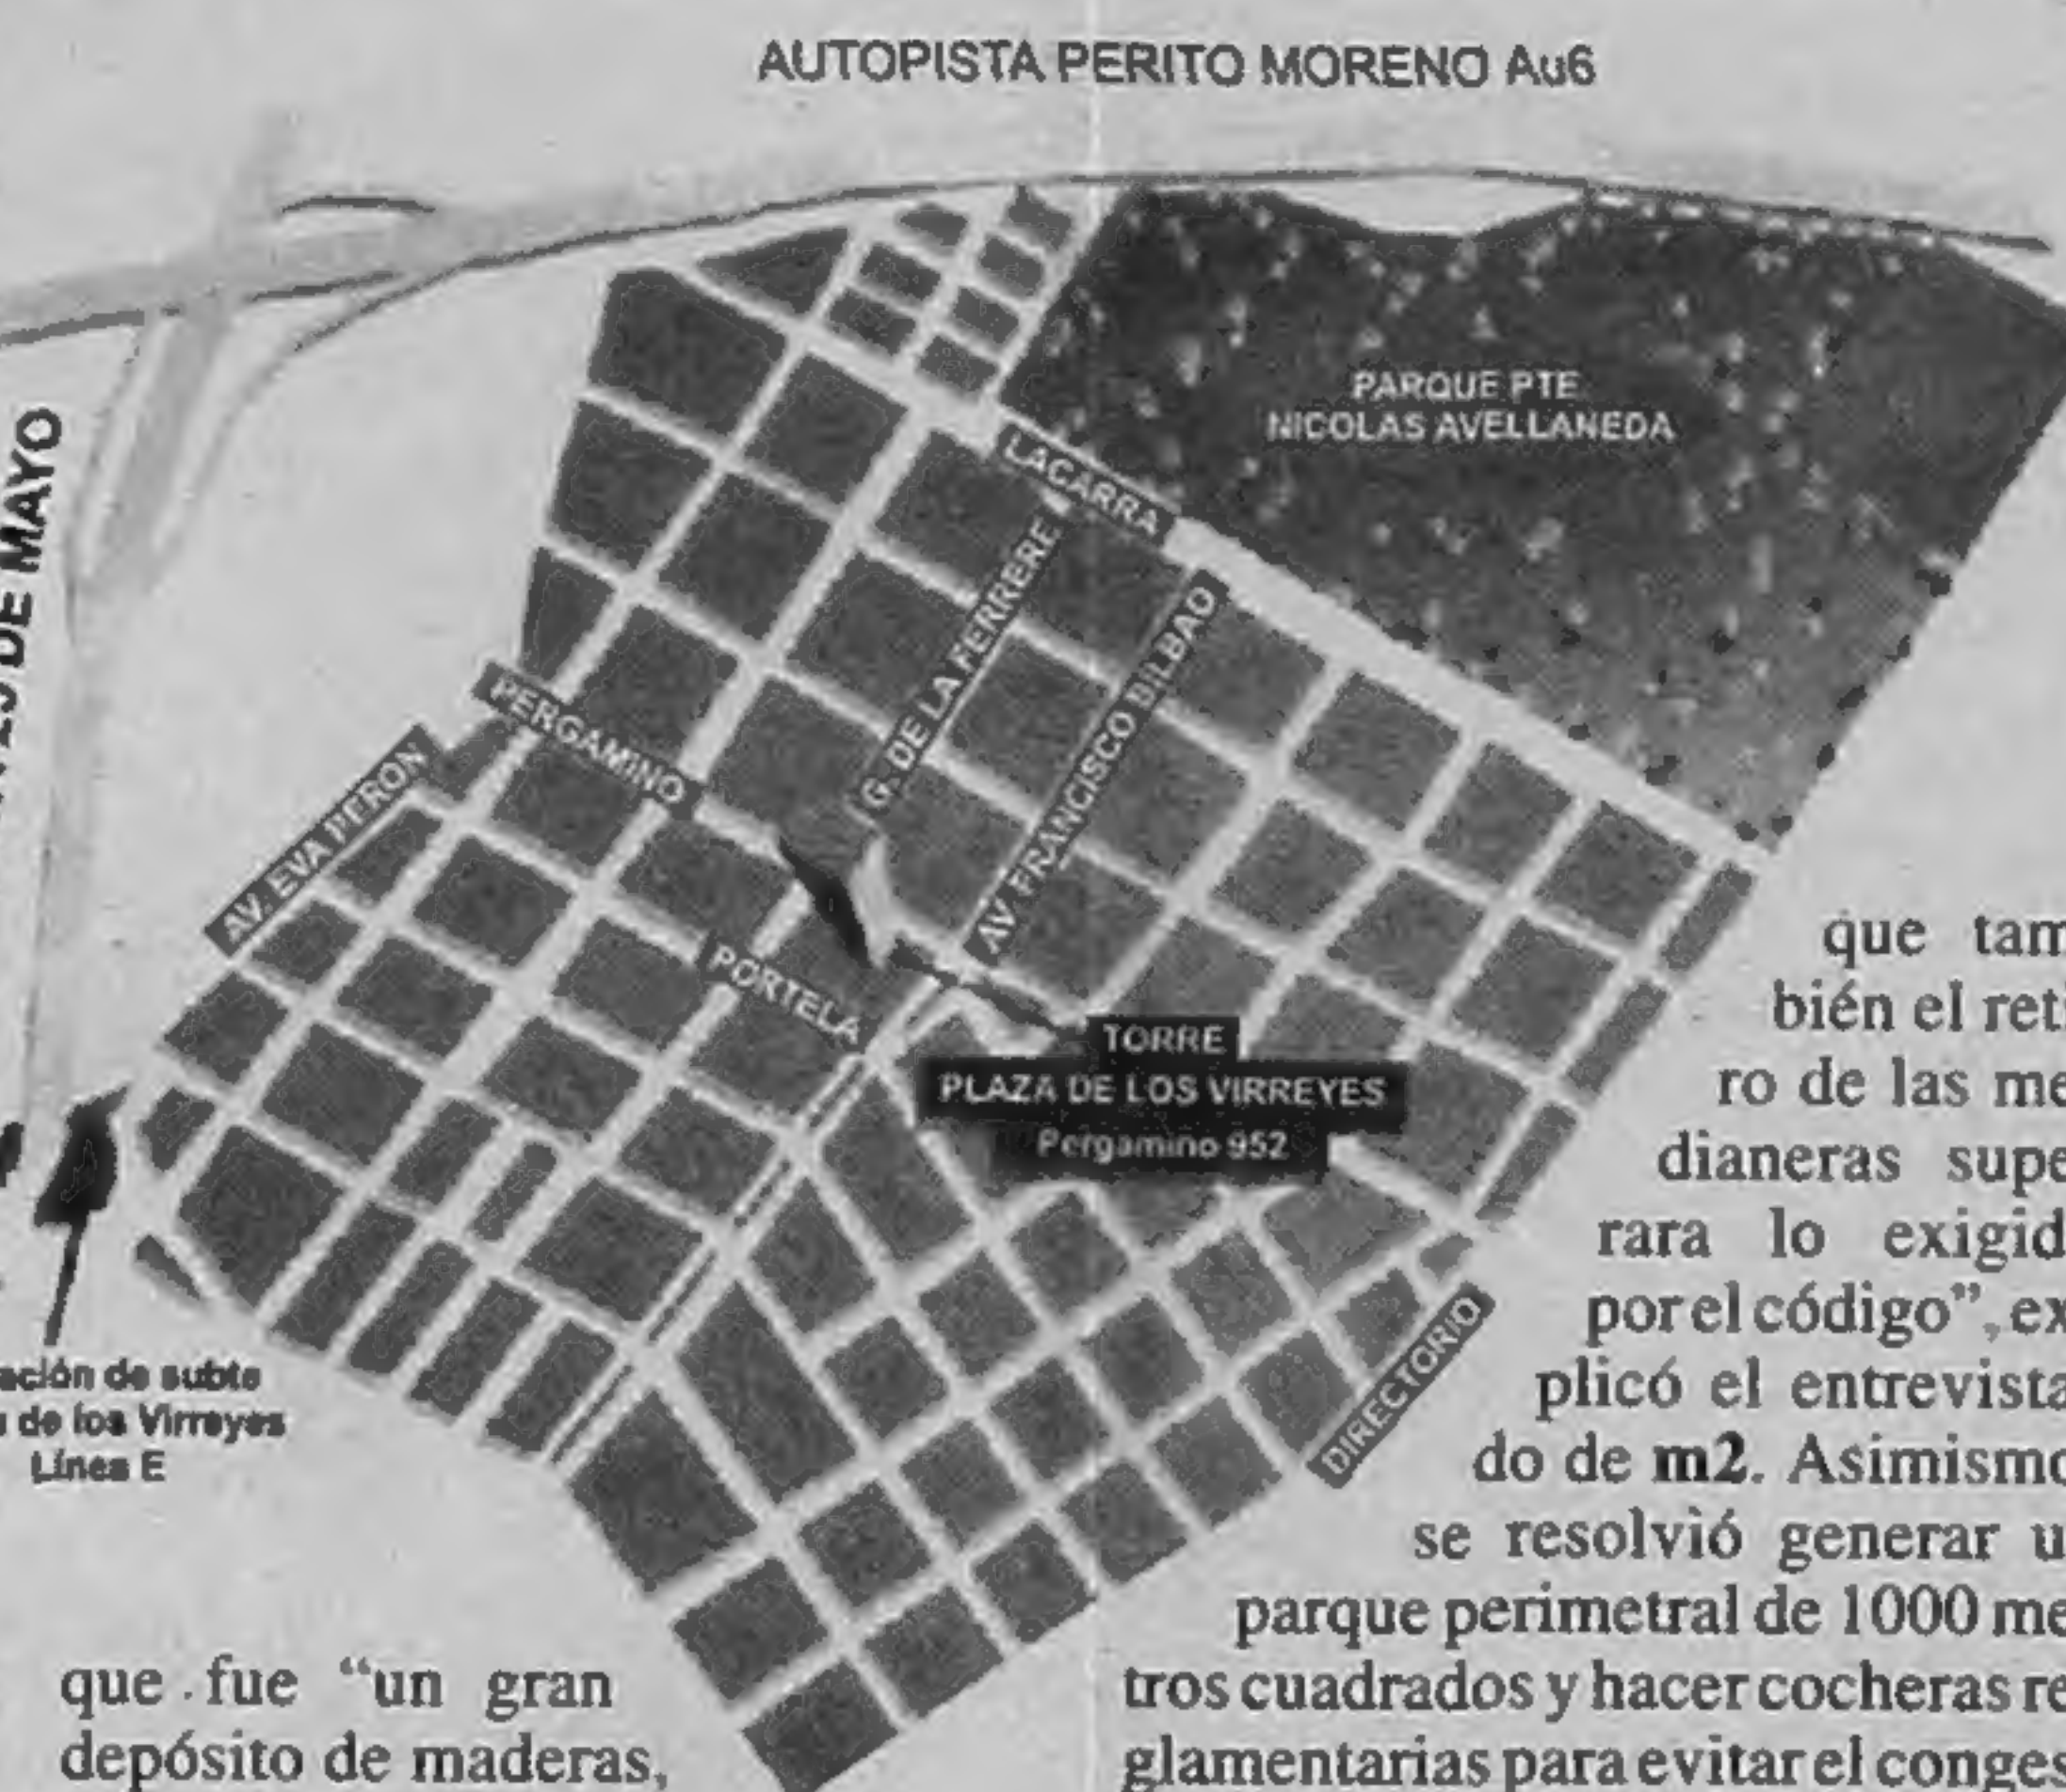 AUTOPISTA PERITO MORENO Au6
DE MAYO
PARQUE PTE
NICOLAS AVELLANEDA
LACARRA
G. DE LA FERRERE
AV FRANCISCO BILBAO
PERGAMINO
AV. EVA PERON
PORTELA
TORRE
PLAZA DE LOS VIRREYES
Pergamino 952
DIRECTORIO
ación de subte
de los Virreyes
Línea E
que fue “un gran
depósito de maderas,
que tam
bién el reti
ro de las me
dianeras supe
rara lo exigid
por el código”, ex
plicó el entrevista
do de m2. Asimismo
se resolvió generar u
parque perimetral de 1000 me
tros cuadrados y hacer cocheras re
glamentarias para evitar el conges